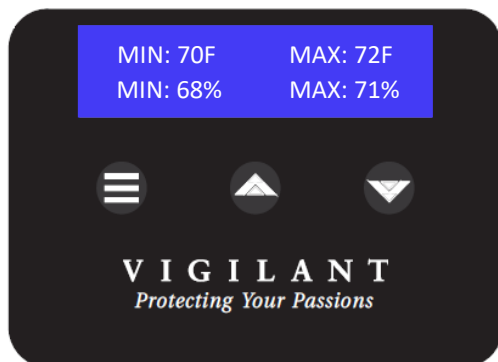 MIN: 70F MAX: 72F
MIN: 68% MAX: 71%
VIGILANT
Protecting Your Passions